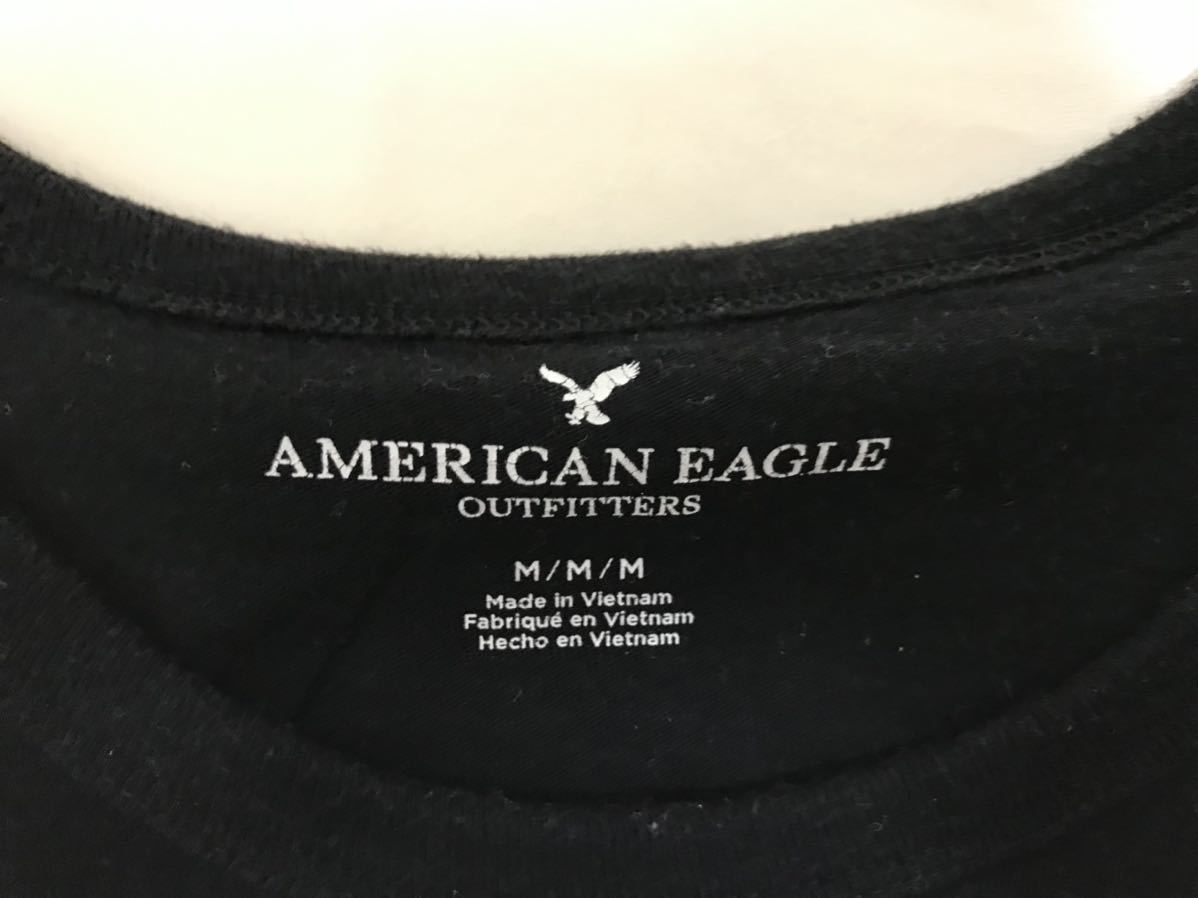 AMERICAN EAGLE
OUTFITTERS
M/M/M
Made in Vietnam
Fabriqué en Vietnam
Hecho en Vietnam